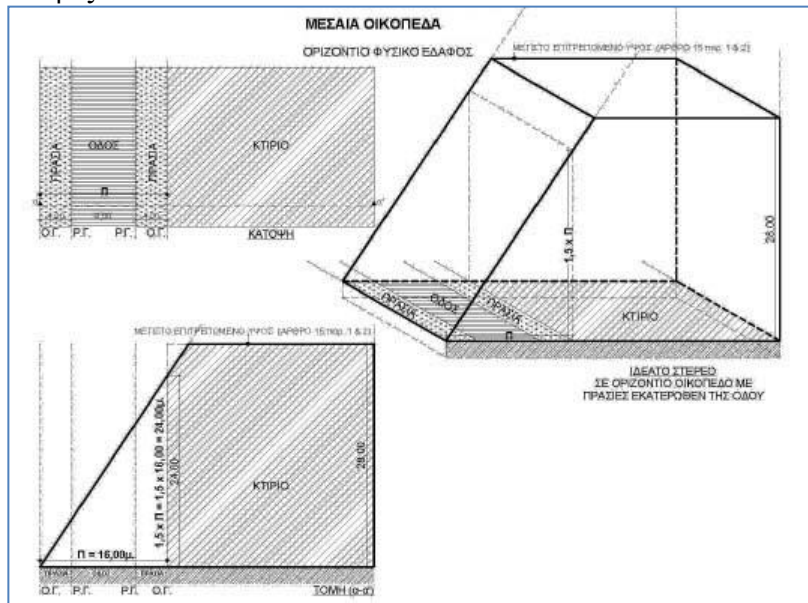 ΜΕΣΑΙΑ ΟΙΚΟΠΕΔΑ
ΟΡΙΖΟΝΤΙΟ ΦΥΣΙΚΟ ΕΔΑΦΟΣ
ΜΕΓΙΣΤΟ ΕΠΙΤΡΕΠΟΜΕΝΟ ΥΨΟΣ (ΑΡΘΡΟ 15 παρ. 1 & 2)
ΠΡΑΣΙΑ
ΟΔΟΣ
ΠΡΑΣΙΑ
ΚΤΙΡΙΟ
Π
Ο.Γ. Ρ.Γ. Ρ.Γ. Ο.Γ.
ΚΑΤΟΨΗ
1,5 x Π
28.00
ΠΡΑΣΙΑ
ΟΔΟΣ
ΠΡΑΣΙΑ
Π
ΚΤΙΡΙΟ
ΙΔΕΑΤΟ ΣΤΕΡΕΟ
ΣΕ ΟΡΙΖΟΝΤΙΟ ΟΙΚΟΠΕΔΟ ΜΕ
ΠΡΑΣΙΕΣ ΕΚΑΤΕΡΩΘΕΝ ΤΗΣ ΟΔΟΥ
ΜΕΓΙΣΤΟ ΕΠΙΤΡΕΠΟΜΕΝΟ ΥΨΟΣ (ΑΡΘΡΟ 15 παρ. 1 & 2)
1,5 x Π = 1,5 x 16,00 = 24,00μ.
24.00
ΚΤΙΡΙΟ
28.00
Π = 16,00μ.
ΠΡΑΣΙΑ
ΠΡΑΣΙΑ
Ο.Γ. Ρ.Γ. Ρ.Γ. Ο.Γ.
ΤΟΜΗ (α-α')